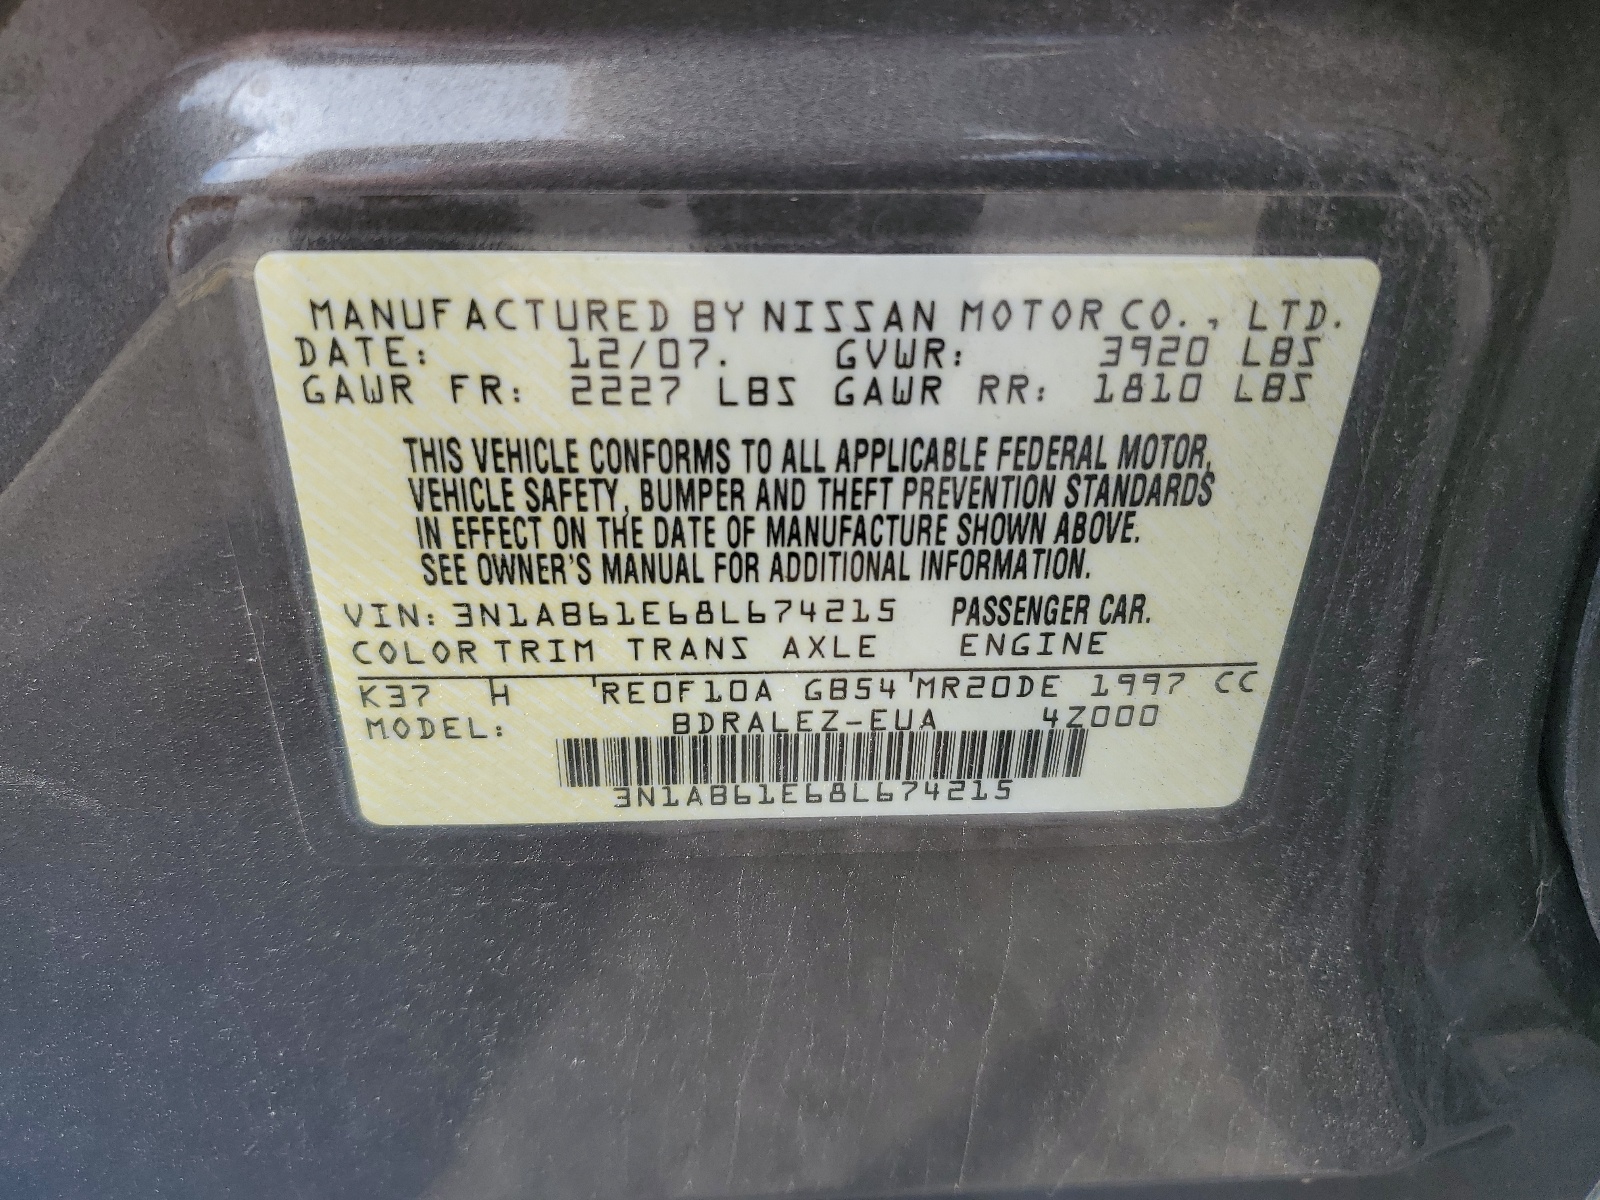 MANUFACTURED BY NISSAN MOTOR CO., LTD.
DATE: 12/07. GVWR: 3920 LBS
GAWR FR: 2227 LBS GAWR RR: 1810 LBS
THIS VEHICLE CONFORMS TO ALL APPLICABLE FEDERAL MOTOR,
VEHICLE SAFETY, BUMPER AND THEFT PREVENTION STANDARDS
IN EFFECT ON THE DATE OF MANUFACTURE SHOWN ABOVE.
SEE OWNER'S MANUAL FOR ADDITIONAL INFORMATION.
VIN: 3N1AB61E68L674215 PASSENGER CAR.
COLOR TRIM TRANS AXLE ENGINE
K37 H RE0F10A GB54 MR20DE 1997 CC
MODEL: BDRALEZ-EUA 4Z000
3N1AB61E68L674215